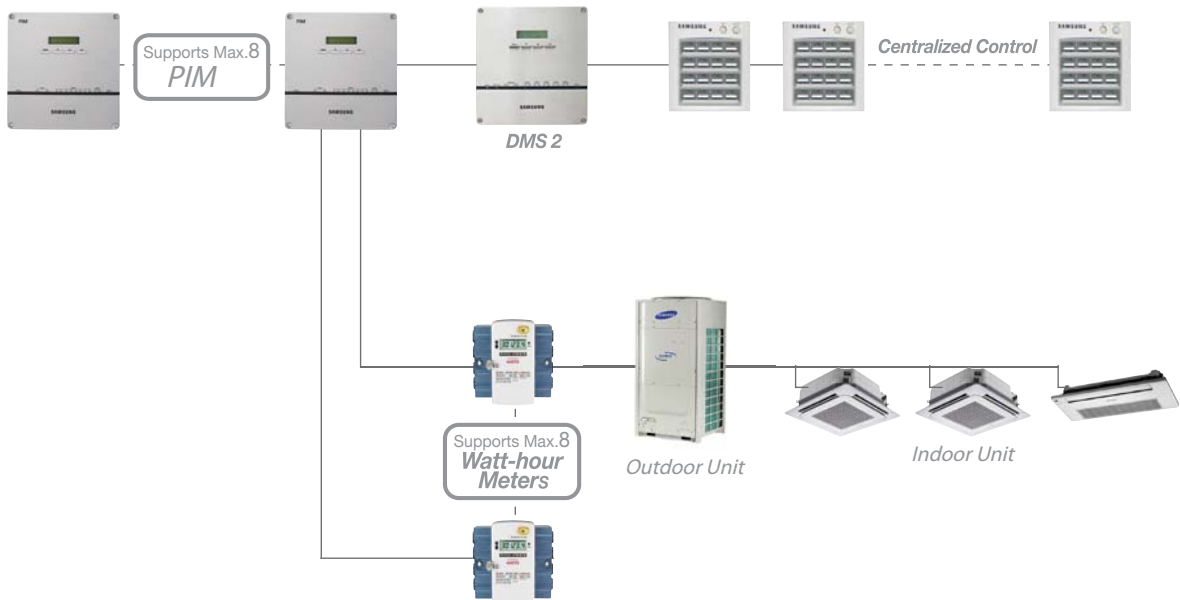 PIM
SAMSUNG
Supports Max.8
PIM
PIM
SAMSUNG
SAMSUNG
DMS 2
SAMSUNG
SAMSUNG
Centralized Control
SAMSUNG
SAMSUNG
Supports Max.8
Watt-hour
Meters
Outdoor Unit
Indoor Unit